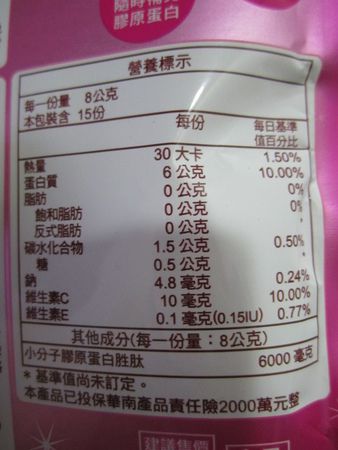 隨時補充
膠原蛋白
營養標示
每一份量 8公克
本包裝含 15份
每份 每日基準值百分比
熱量 30 大卡 1.50%
蛋白質 6 公克 10.00%
脂肪 0 公克 0%
飽和脂肪 0 公克 0%
反式脂肪 0 公克 *
碳水化合物 1.5 公克 0.50%
糖 0.5 公克 *
鈉 4.8 毫克 0.24%
維生素C 10 毫克 10.00%
維生素E 0.1 毫克(0.15IU) 0.77%
其他成分(每一份量：8公克)
小分子膠原蛋白胜肽 6000 毫克
* 基準值尚未訂定。
本產品已投保華南產品責任險2000萬元整
建議售價